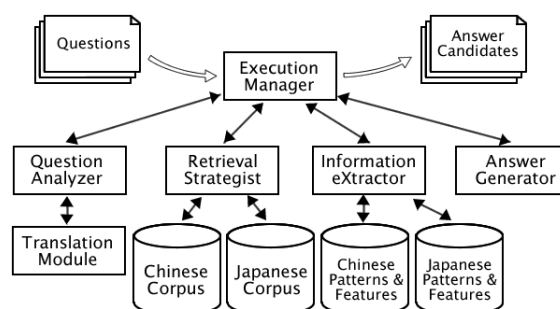 Questions
Answer
Candidates
Execution
Manager
Question
Analyzer
Retrieval
Strategist
Information
eXtractor
Answer
Generator
Translation
Module
Chinese
Corpus
Japanese
Corpus
Chinese
Patterns &
Features
Japanese
Patterns &
Features